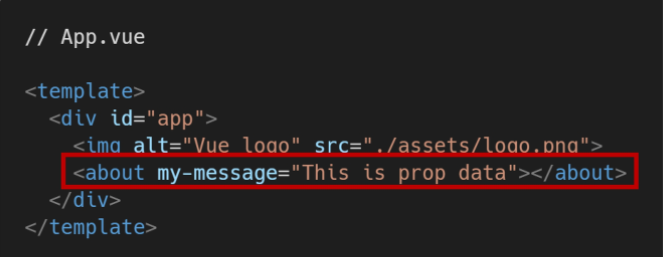 // App.vue
<template>
<div id="app">
<img alt="Vue logo" src="./assets/logo.png">
<about my-message="This is prop data"></about>
</div>
</template>